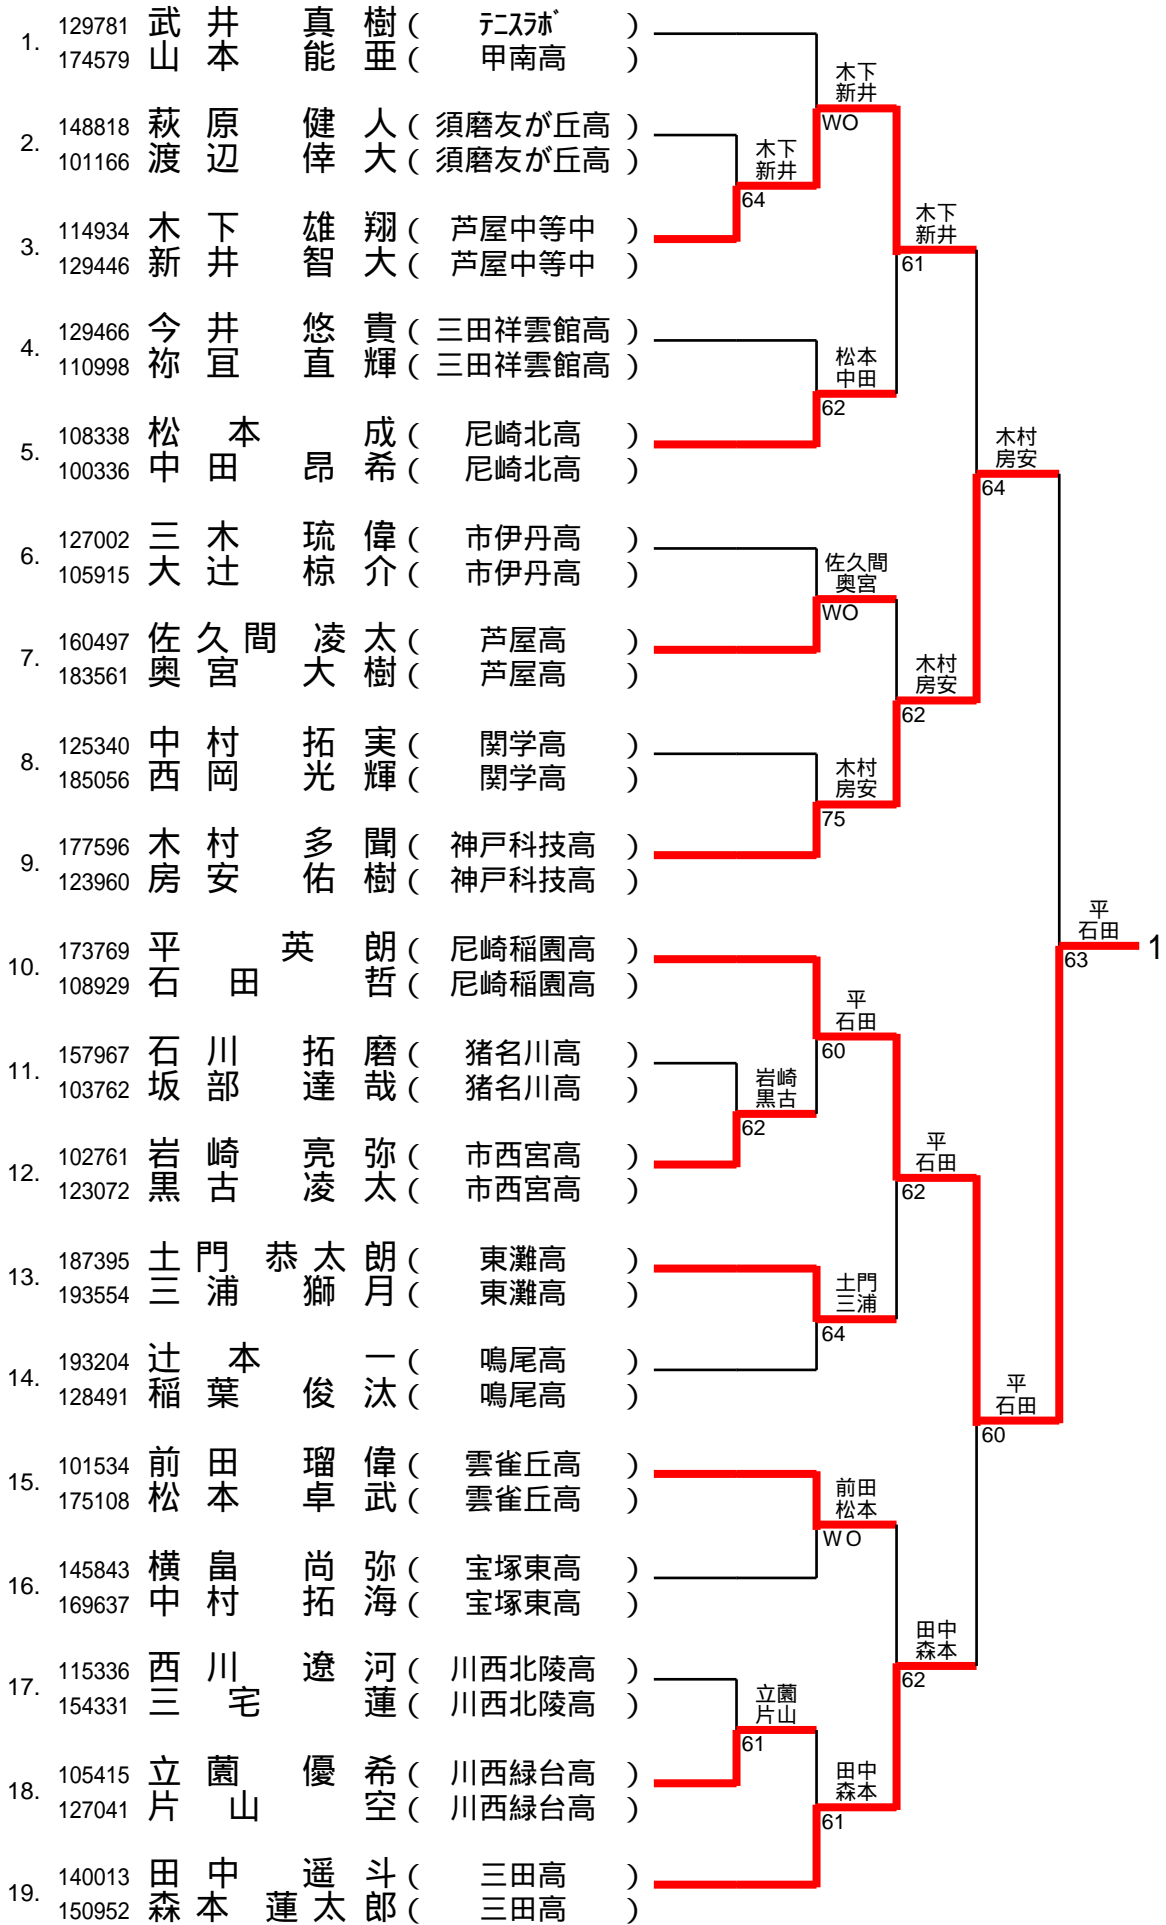 1. 129781 武井 真樹 ( テニスラボ )
174579 山本 能亜 ( 甲南高 )
2. 148818 萩原 健人 ( 須磨友が丘高 )
101166 渡辺 倖大 ( 須磨友が丘高 )
3. 114934 木下 雄翔 ( 芦屋中等中 )
129446 新井 智大 ( 芦屋中等中 )
4. 129466 今井 悠貴 ( 三田祥雲館高 )
110998 祢冝 直輝 ( 三田祥雲館高 )
5. 108338 松本 成 ( 尼崎北高 )
100336 中田 昂希 ( 尼崎北高 )
6. 127002 三木 琉偉 ( 市伊丹高 )
105915 大辻 椋介 ( 市伊丹高 )
7. 160497 佐久間 凌太 ( 芦屋高 )
183561 奥宮 大樹 ( 芦屋高 )
8. 125340 中村 拓実 ( 関学高 )
185056 西岡 光輝 ( 関学高 )
9. 177596 木村 多聞 ( 神戸科技高 )
123960 房安 佑樹 ( 神戸科技高 )
10. 173769 平 英朗 ( 尼崎稲園高 )
108929 石田 哲 ( 尼崎稲園高 )
11. 157967 石川 拓磨 ( 猪名川高 )
103762 坂部 達哉 ( 猪名川高 )
12. 102761 岩崎 亮弥 ( 市西宮高 )
123072 黒古 凌太 ( 市西宮高 )
13. 187395 土門 恭太朗 ( 東灘高 )
193554 三浦 獅月 ( 東灘高 )
14. 193204 辻本 一 ( 鳴尾高 )
128491 稲葉 俊汰 ( 鳴尾高 )
15. 101534 前田 瑠偉 ( 雲雀丘高 )
175108 松本 卓武 ( 雲雀丘高 )
16. 145843 横畠 尚弥 ( 宝塚東高 )
169637 中村 拓海 ( 宝塚東高 )
17. 115336 西川 遼河 ( 川西北陵高 )
154331 三宅 蓮 ( 川西北陵高 )
18. 105415 立薗 優希 ( 川西緑台高 )
127041 片山 空 ( 川西緑台高 )
19. 140013 田中 遥斗 ( 三田高 )
150952 森本 蓮太郎 ( 三田高 )
木下
新井
64
岩崎
黒古
62
立薗
片山
61
木下
新井
WO
松本
中田
62
佐久間
奥宮
WO
木村
房安
75
平
石田
60
土門
三浦
64
前田
松本
WO
田中
森本
61
木下
新井
61
木村
房安
62
平
石田
62
田中
森本
62
木村
房安
64
平
石田
60
平
石田
63
1